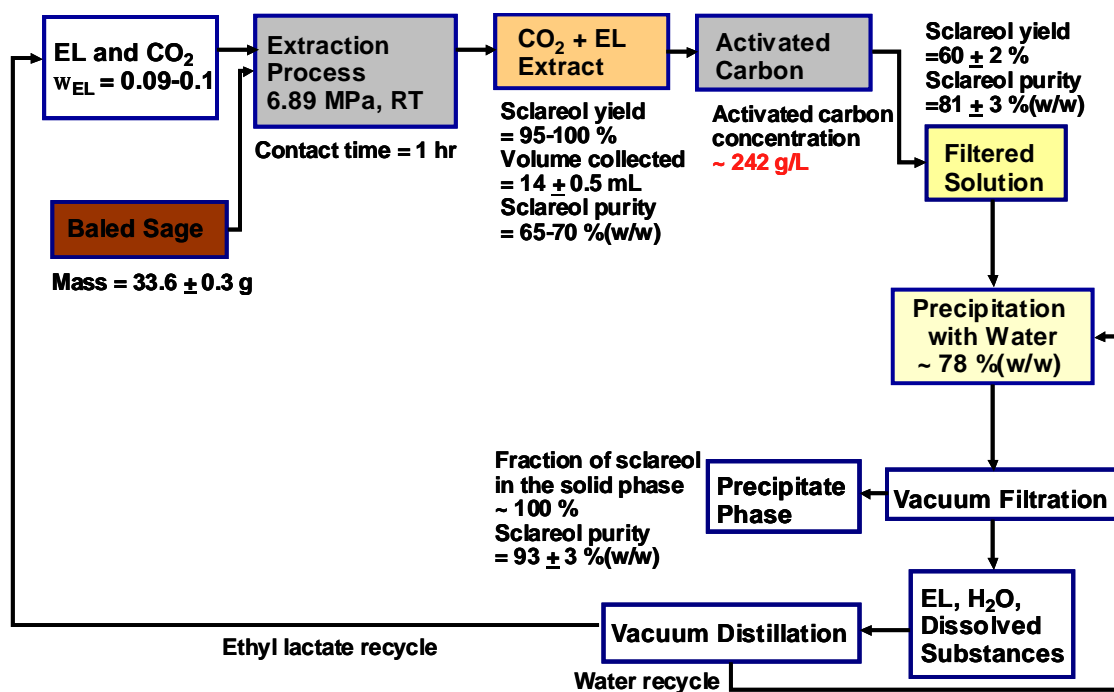 EL and CO₂
wEL = 0.09-0.1
Extraction
Process
6.89 MPa, RT
Contact time = 1 hr
Baled Sage
Mass = 33.6 ± 0.3 g
CO₂ + EL
Extract
Sclareol yield
= 95-100 %
Volume collected
= 14 ± 0.5 mL
Sclareol purity
= 65-70 %(w/w)
Activated
Carbon
Activated carbon
concentration
~ 242 g/L
Sclareol yield
=60 ± 2 %
Sclareol purity
=81 ± 3 %(w/w)
Filtered
Solution
Precipitation
with Water
~ 78 %(w/w)
Vacuum Filtration
Precipitate
Phase
Fraction of sclareol
in the solid phase
~ 100 %
Sclareol purity
= 93 ± 3 %(w/w)
EL, H₂O,
Dissolved
Substances
Vacuum Distillation
Ethyl lactate recycle
Water recycle